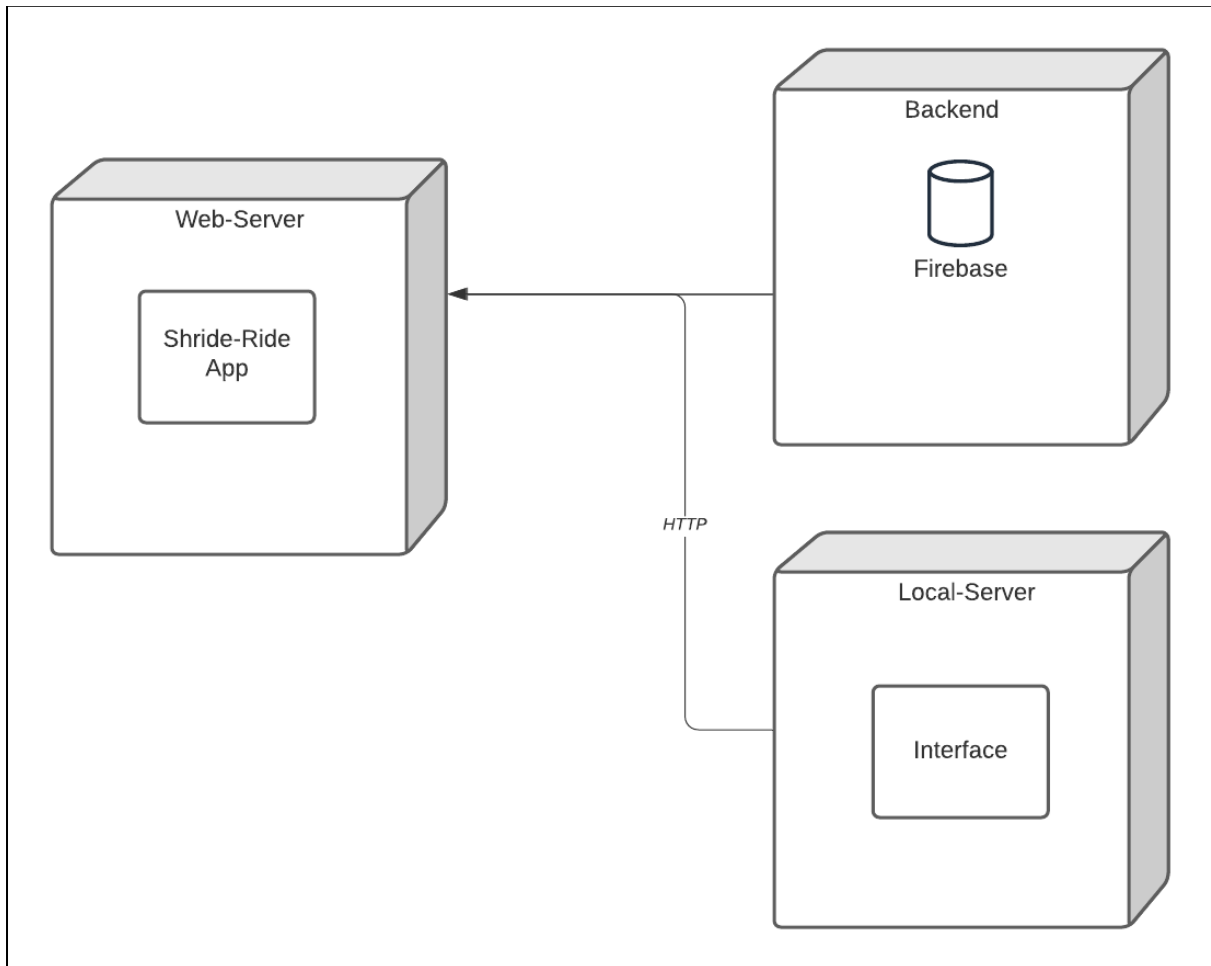 Backend
Firebase
Web-Server
Shride-Ride
App
HTTP
Local-Server
Interface